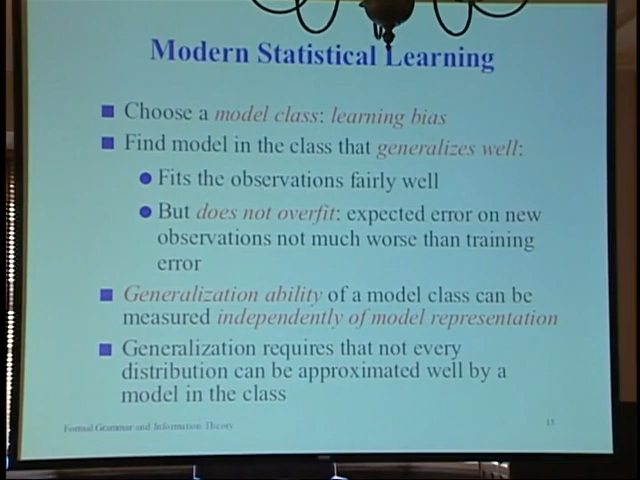 Modern Statistical Learning
Choose a model class: learning bias
Find model in the class that generalizes well:
Fits the observations fairly well
But does not overfit: expected error on new
observations not much worse than training
error
Generalization ability of a model class can be
measured independently of model representation
Generalization requires that not every
distribution can be approximated well by a
model in the class
Formal Grammar and Information Theory